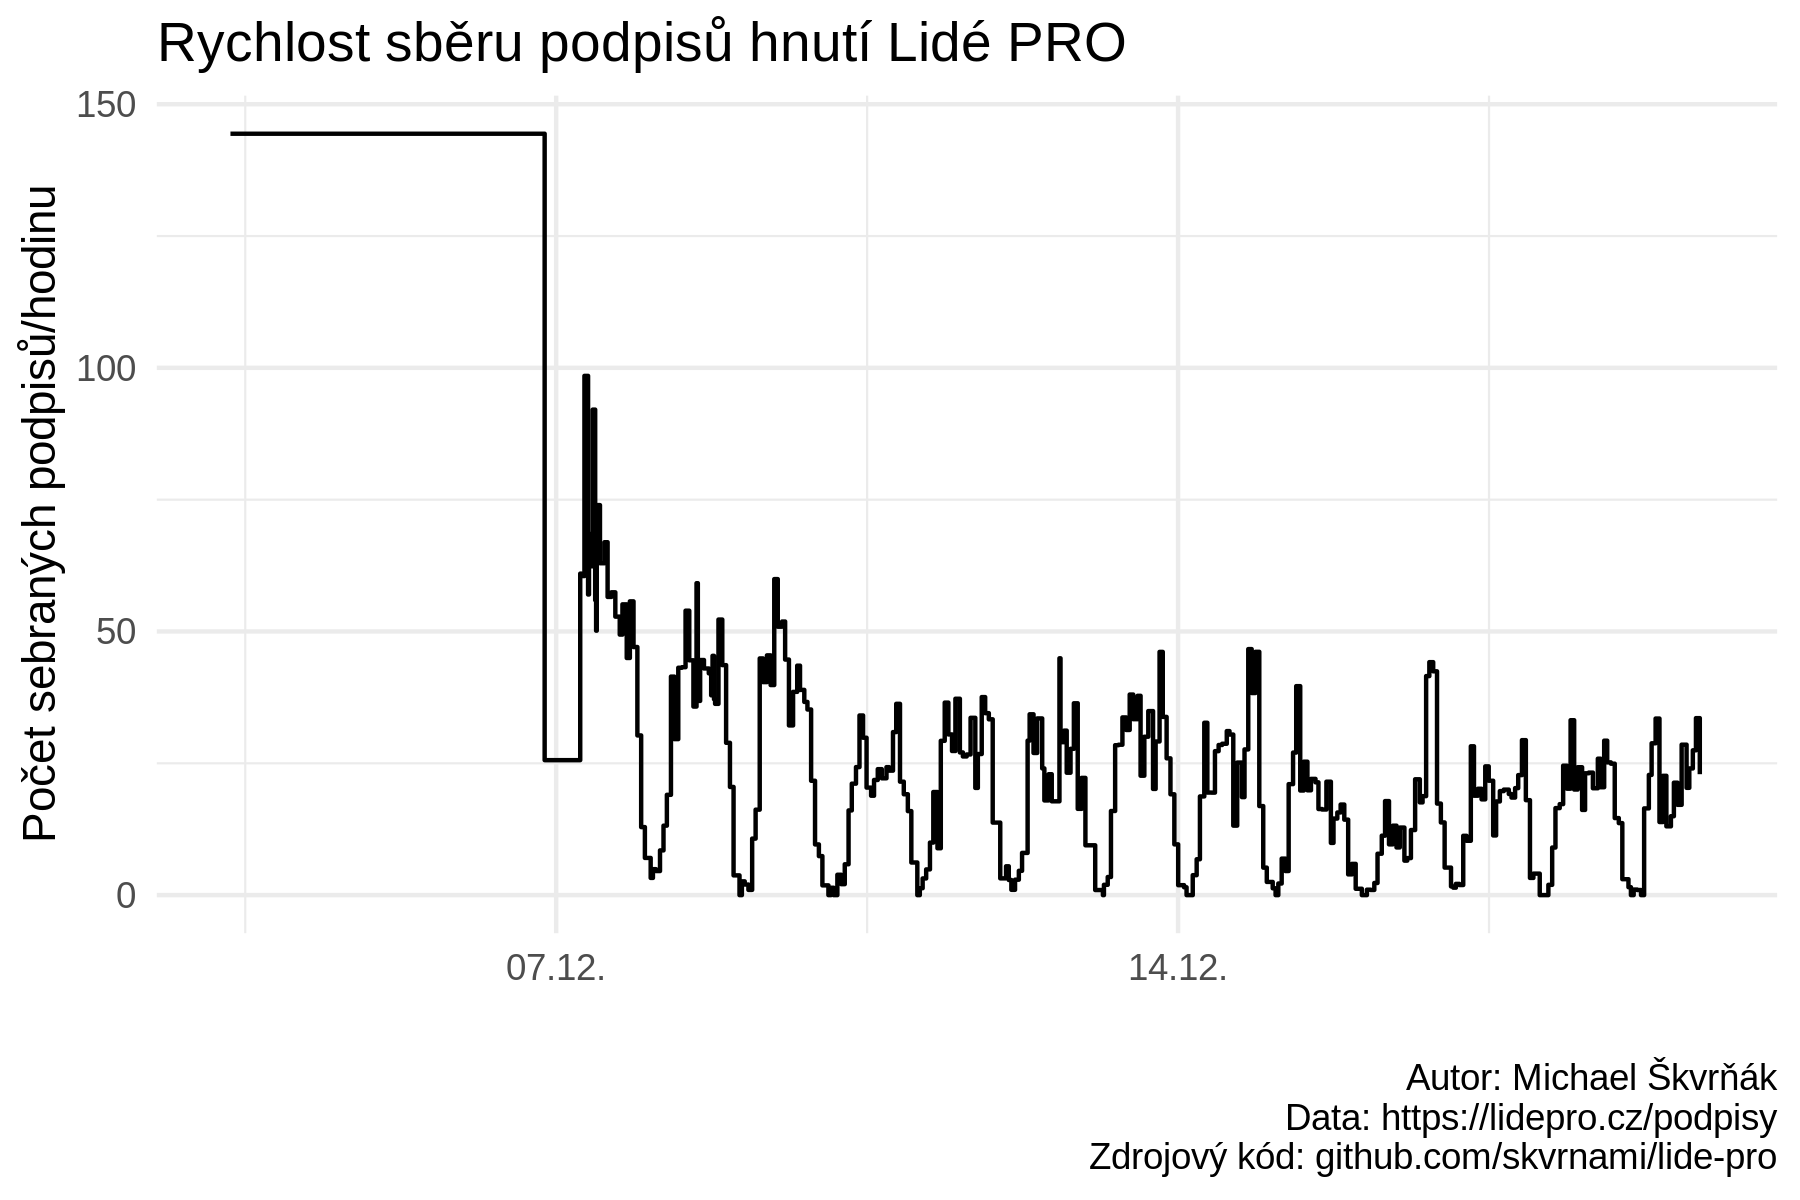 Rychlost sběru podpisů hnutí Lidé PRO
Počet sebraných podpisů/hodinu
150
100
50
0
07.12.
14.12.
Autor: Michael Škvrňák
Data: https://lidepro.cz/podpisy
Zdrojový kód: github.com/skvrnami/lide-pro